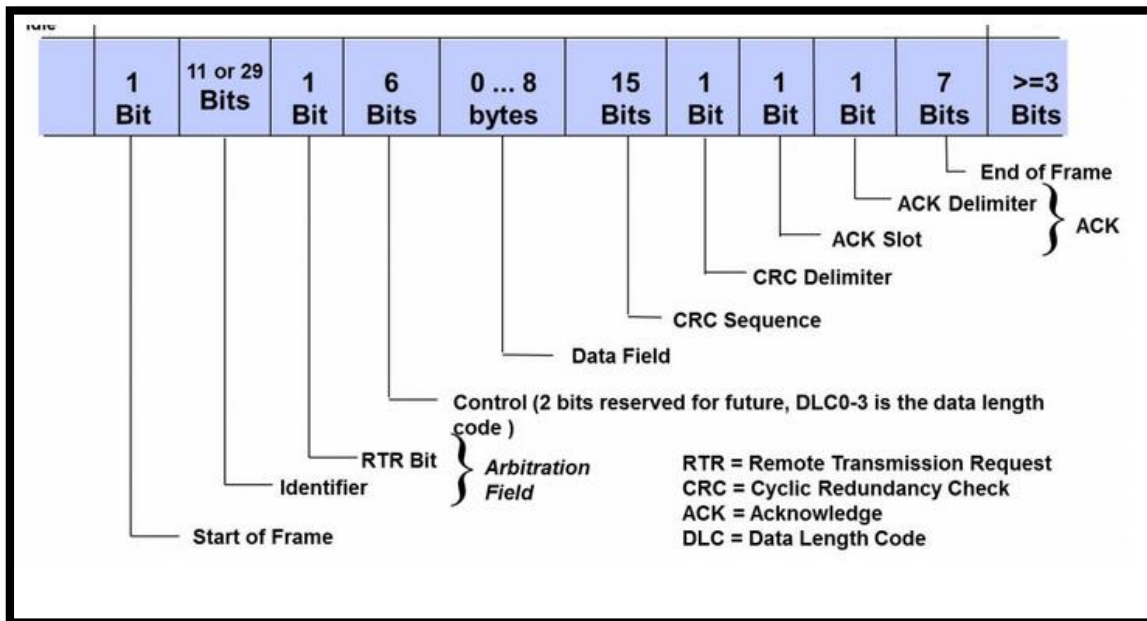 Idle
1 Bit
11 or 29 Bits
1 Bit
6 Bits
0 ... 8 bytes
15 Bits
1 Bit
1 Bit
1 Bit
7 Bits
>=3 Bits
End of Frame
ACK Delimiter
ACK
ACK Slot
CRC Delimiter
CRC Sequence
Data Field
Control (2 bits reserved for future, DLC0-3 is the data length
code )
RTR Bit
Arbitration
Field
Identifier
Start of Frame
RTR = Remote Transmission Request
CRC = Cyclic Redundancy Check
ACK = Acknowledge
DLC = Data Length Code